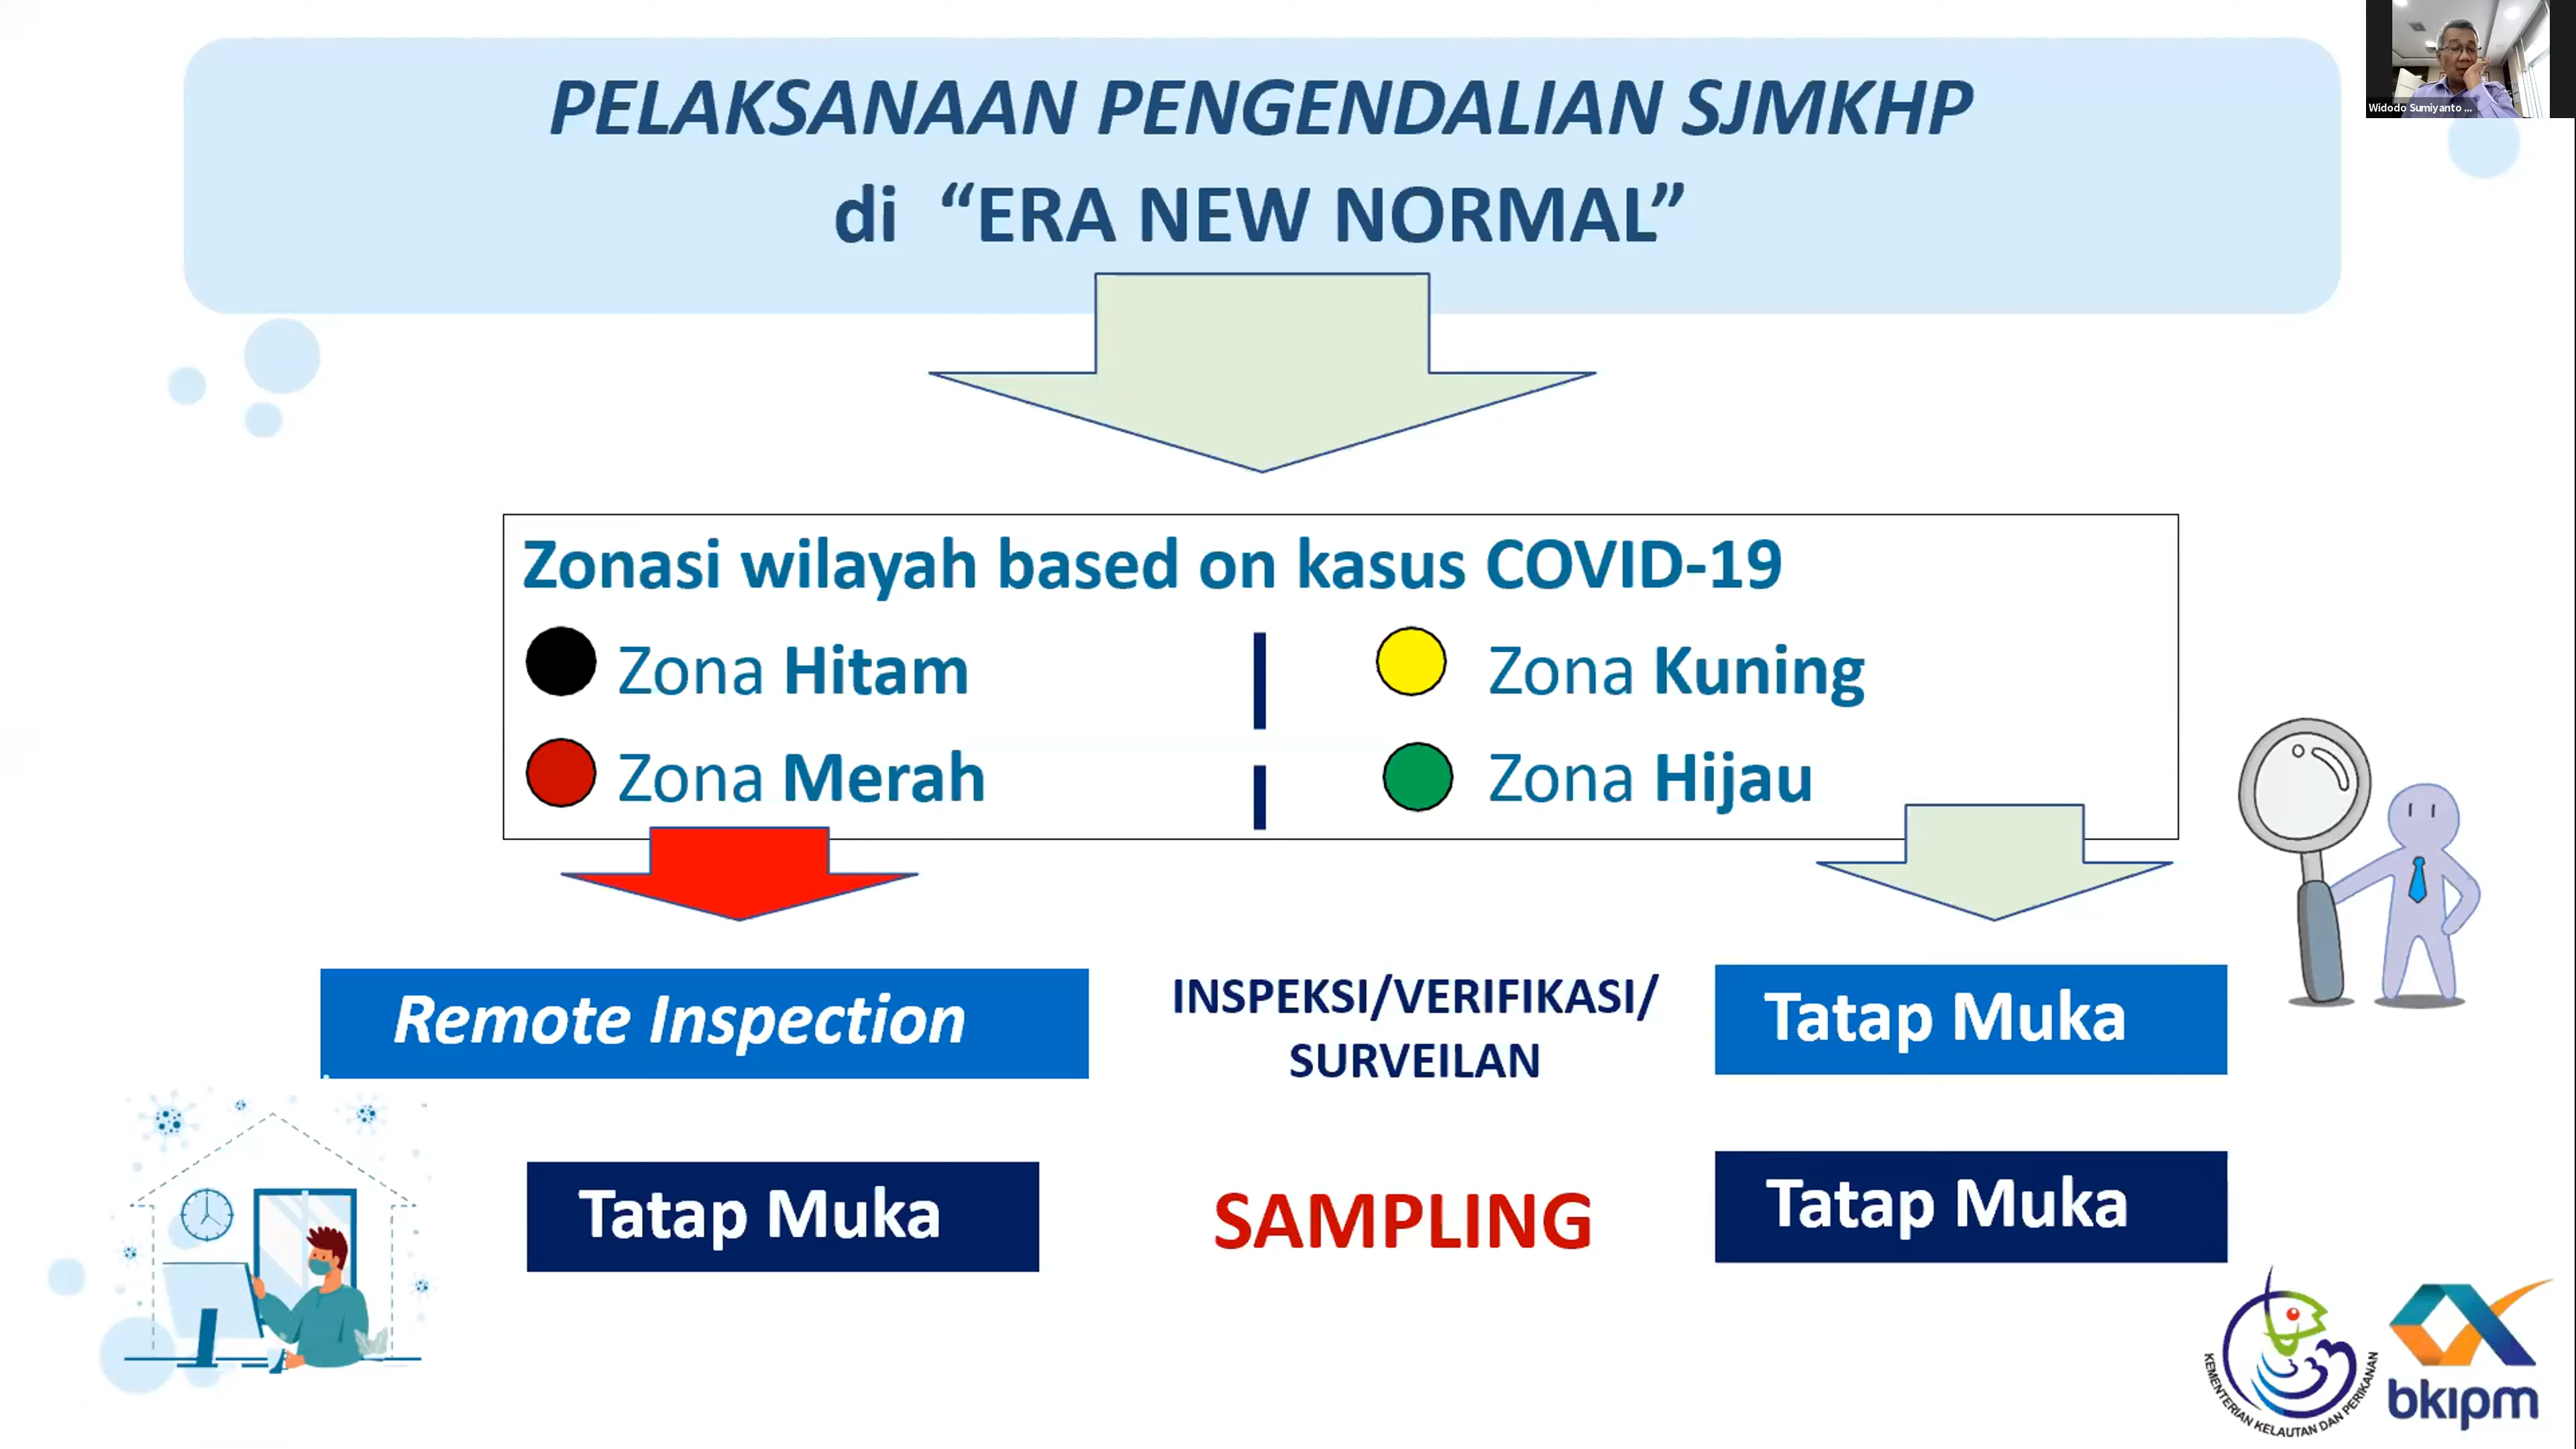 PELAKSANAAN PENGENDALIAN SJMKHP
di “ERA NEW NORMAL”
Widodo Sumiyanto ...
Zonasi wilayah based on kasus COVID-19
Zona Hitam
Zona Kuning
Zona Merah
Zona Hijau
Remote Inspection
INSPEKSI/VERIFIKASI/
SURVEILAN
Tatap Muka
Tatap Muka
SAMPLING
Tatap Muka
KEMENTERIAN KELAUTAN DAN PERIKANAN
bkipm